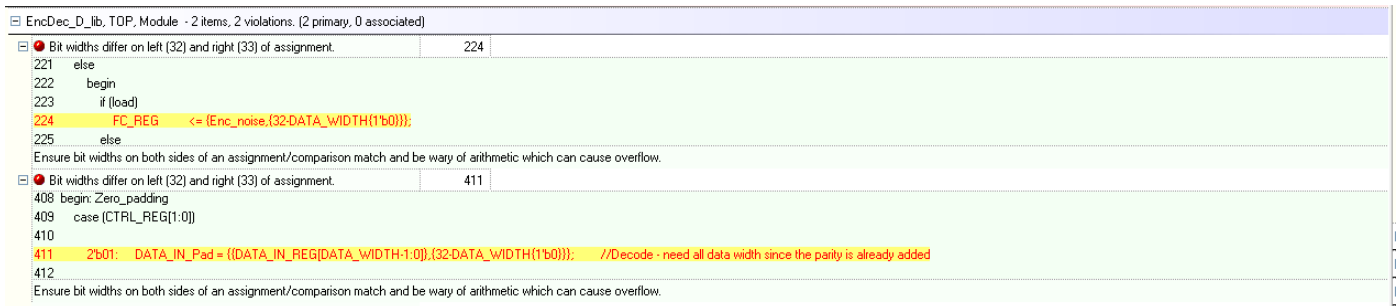 EncDec_D_lib, TOP, Module - 2 items, 2 violations. (2 primary, 0 associated)
Bit widths differ on left (32) and right (33) of assignment. 224
221 else
222 begin
223 if (load)
224 FC_REG <= {Enc_noise,{32-DATA_WIDTH{1'b0}}};
225 else
Ensure bit widths on both sides of an assignment/comparison match and be wary of arithmetic which can cause overflow.
Bit widths differ on left (32) and right (33) of assignment. 411
408 begin: Zero_padding
409 case (CTRL_REG[1:0])
410
411 2'b01: DATA_IN_Pad = {{DATA_IN_REG[DATA_WIDTH-1:0]},{32-DATA_WIDTH{1'b0}}}; //Decode - need all data width since the parity is already added
412
Ensure bit widths on both sides of an assignment/comparison match and be wary of arithmetic which can cause overflow.